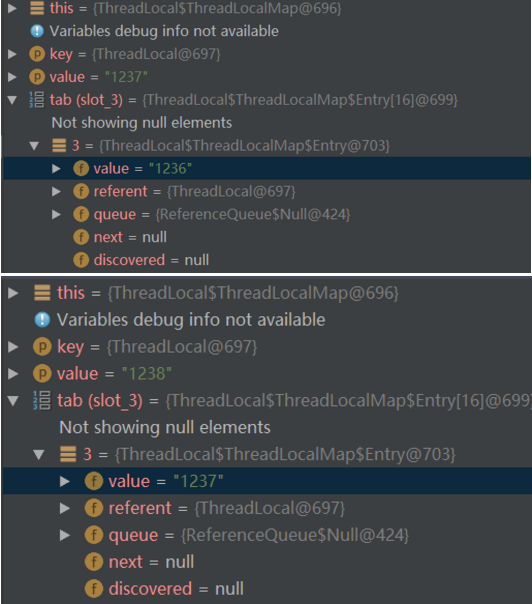 this = {ThreadLocal$ThreadLocalMap@696}
Variables debug info not available
key = {ThreadLocal@697}
value = "1237"
tab (slot_3) = {ThreadLocal$ThreadLocalMap$Entry[16]@699}
Not showing null elements
3 = {ThreadLocal$ThreadLocalMap$Entry@703}
value = "1236"
referent = {ThreadLocal@697}
queue = {ReferenceQueue$Null@424}
next = null
discovered = null
this = {ThreadLocal$ThreadLocalMap@696}
Variables debug info not available
key = {ThreadLocal@697}
value = "1238"
tab (slot_3) = {ThreadLocal$ThreadLocalMap$Entry[16]@699
Not showing null elements
3 = {ThreadLocal$ThreadLocalMap$Entry@703}
value = "1237"
referent = {ThreadLocal@697}
queue = {ReferenceQueue$Null@424}
next = null
discovered = null